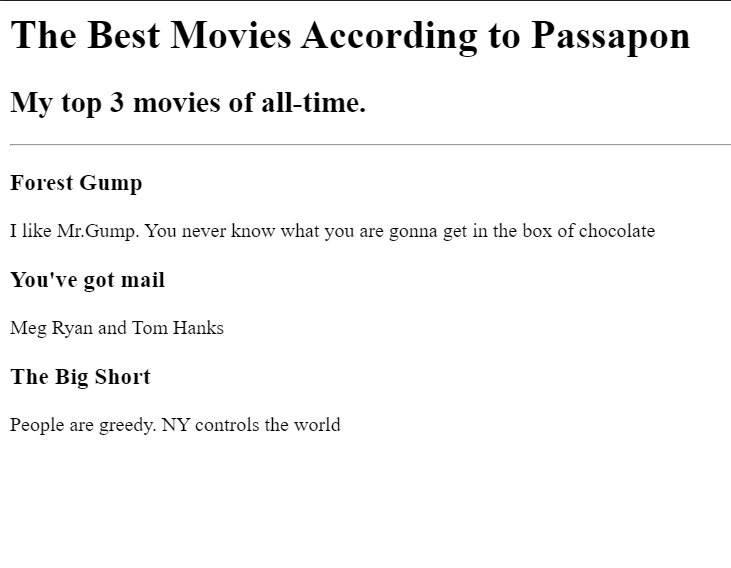 The Best Movies According to Passapon
My top 3 movies of all-time.
Forest Gump
I like Mr.Gump. You never know what you are gonna get in the box of chocolate
You've got mail
Meg Ryan and Tom Hanks
The Big Short
People are greedy. NY controls the world